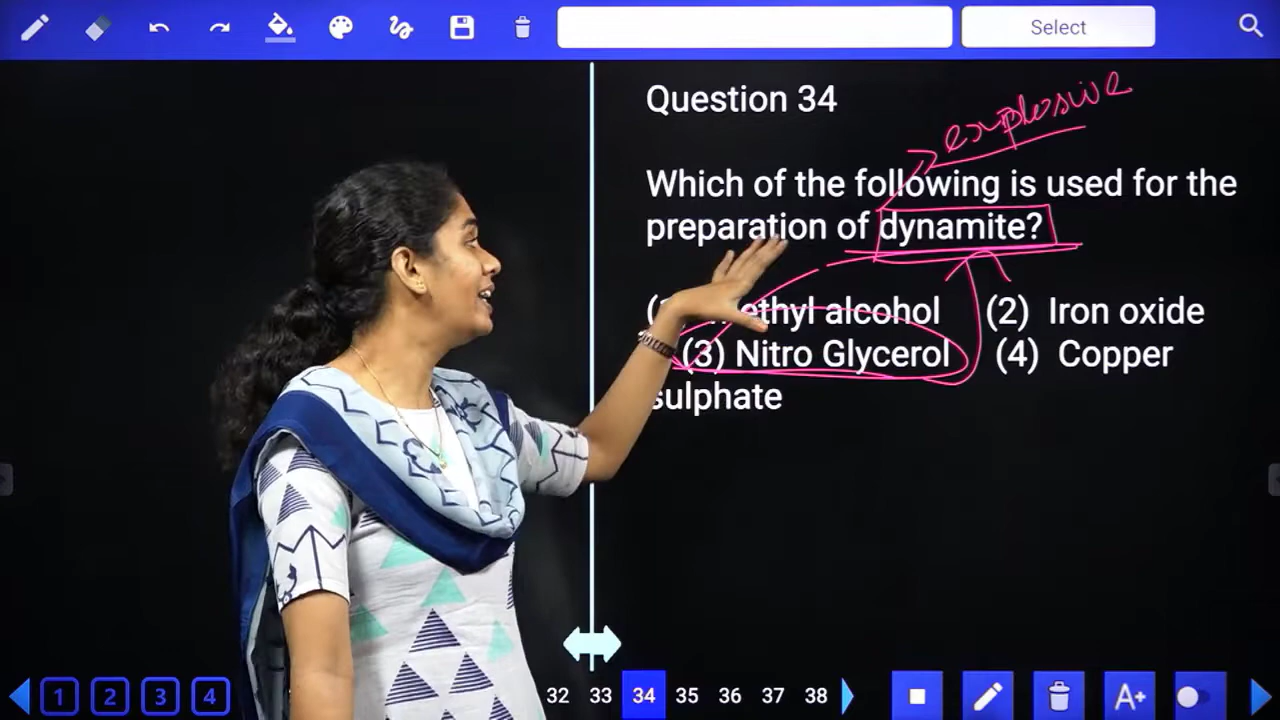 Select
Question 34
explosive
Which of the following is used for the
preparation of dynamite?
ethyl alcohol (2) Iron oxide
(3) Nitro Glycerol (4) Copper
sulphate
1 2 3 4 32 33 34 35 36 37 38 A+